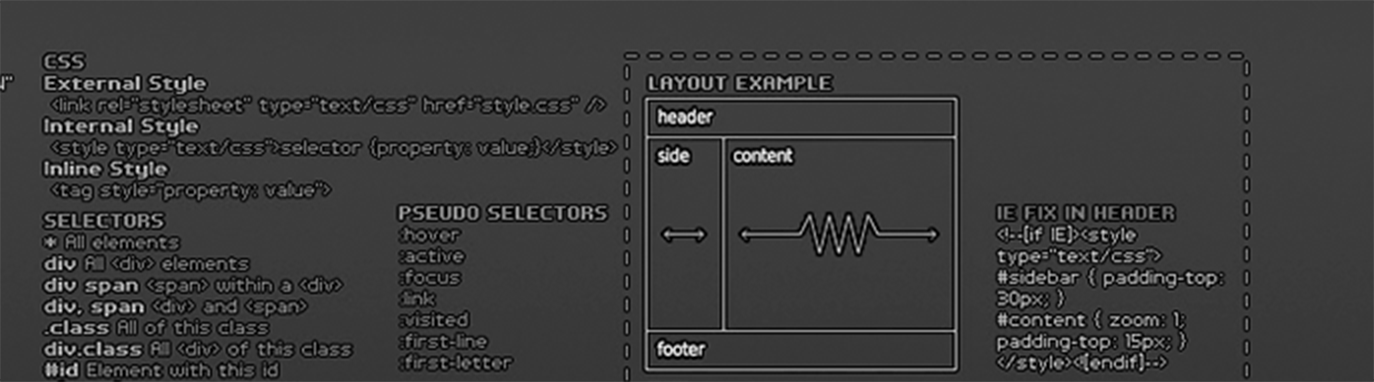 N"
CSS
External Style
<link rel="stylesheet" type="text/css" href="style.css" />
Internal Style
<style type="text/css">selector {property: value;}</style>
Inline Style
<tag style="property: value">
SELECTORS
* All elements
div All <div> elements
div span <span> within a <div>
div, span <div> and <span>
.class All of this class
div.class All <div> of this class
#id Element with this id
PSEUDO SELECTORS
:hover
:active
:focus
:link
:visited
:first-line
:first-letter
LAYOUT EXAMPLE
header
side
content
footer
IE FIX IN HEADER
<!--[if IE]><style
type="text/css">
#sidebar { padding-top:
30px; }
#content { zoom: 1;
padding-top: 15px; }
</style><![endif]-->